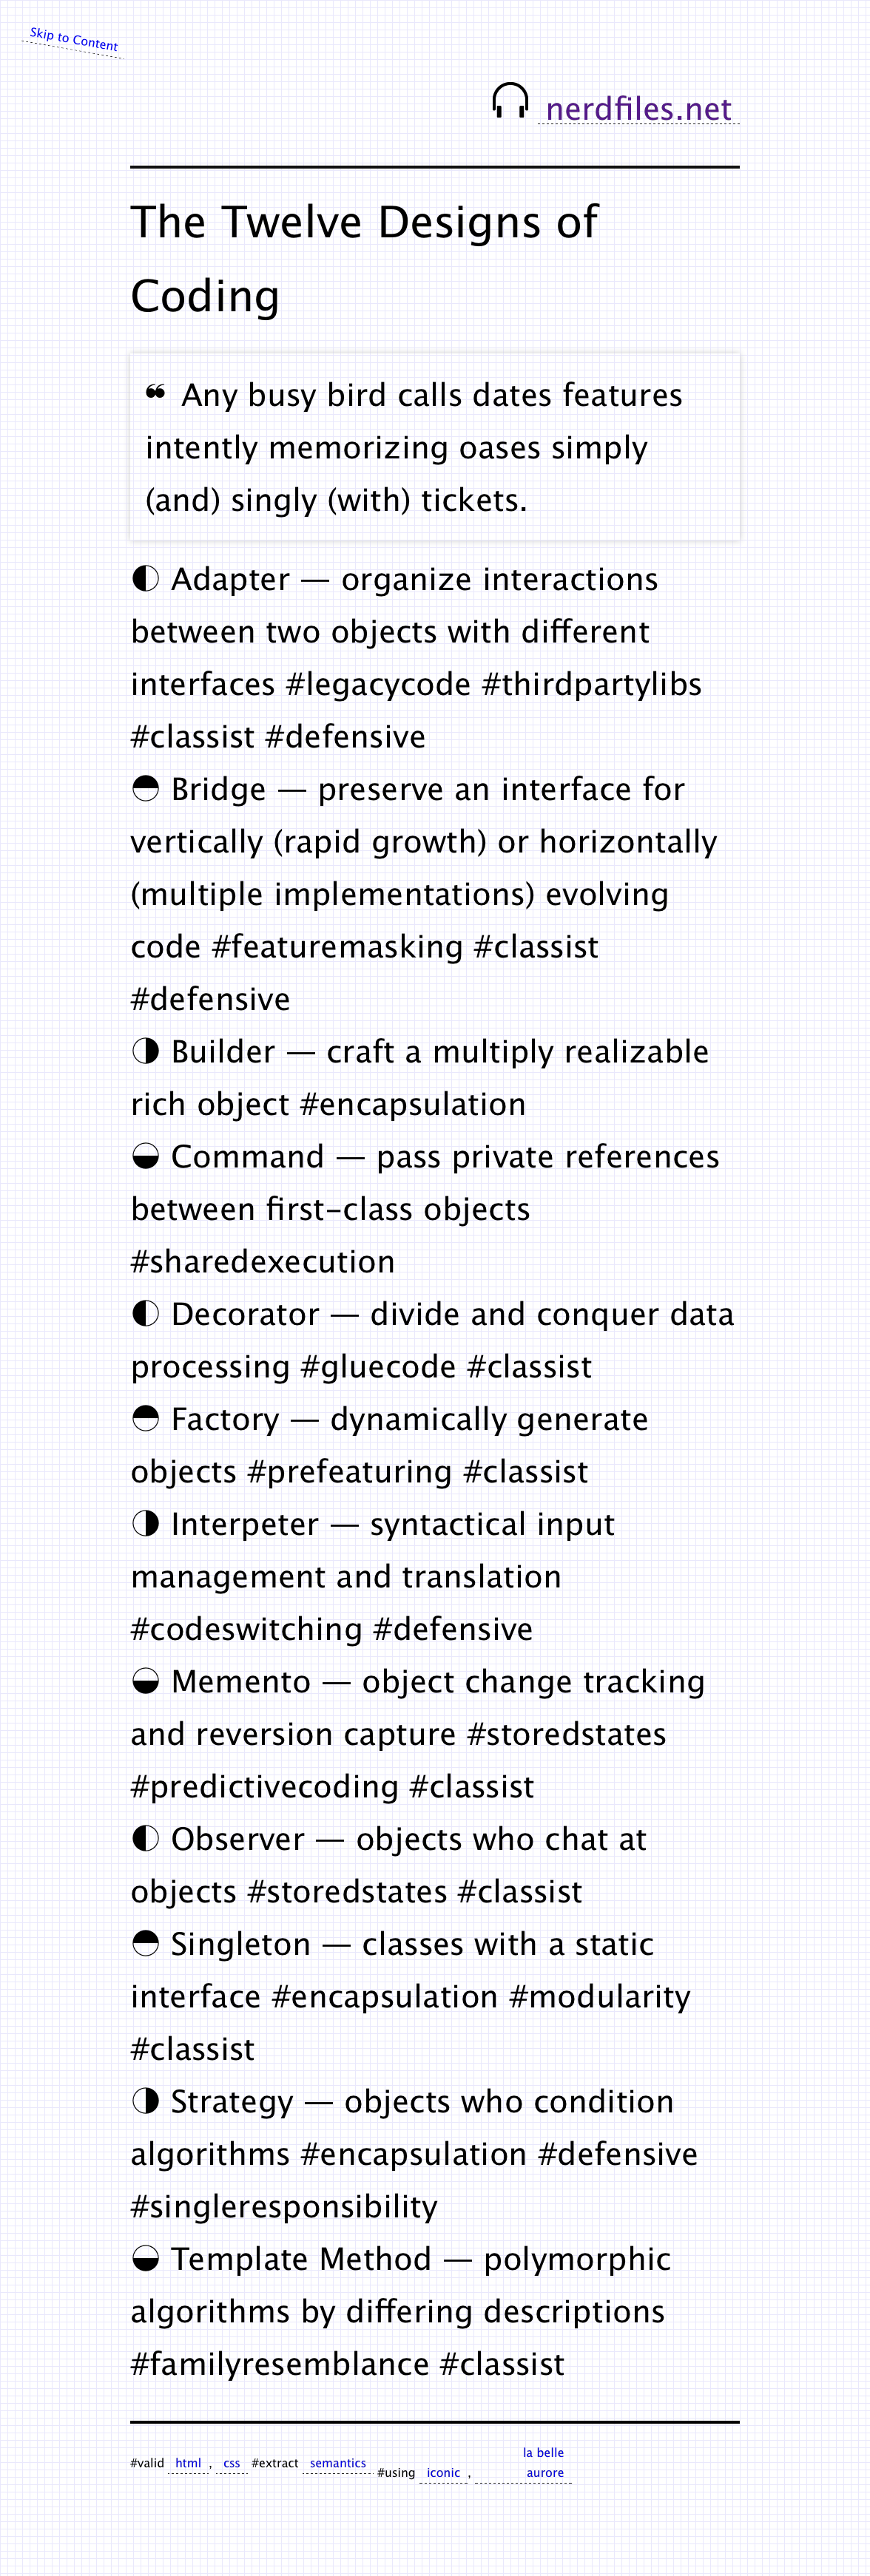 Skip to Content
nerdfiles.net
The Twelve Designs of
Coding
❝ Any busy bird calls dates features
intently memorizing oases simply
(and) singly (with) tickets.
◐ Adapter — organize interactions
between two objects with different
interfaces #legacycode #thirdpartylibs
#classist #defensive
◓ Bridge — preserve an interface for
vertically (rapid growth) or horizontally
(multiple implementations) evolving
code #featuremasking #classist
#defensive
◑ Builder — craft a multiply realizable
rich object #encapsulation
◒ Command — pass private references
between first-class objects
#sharedexecution
◐ Decorator — divide and conquer data
processing #gluecode #classist
◓ Factory — dynamically generate
objects #prefeaturing #classist
◑ Interpeter — syntactical input
management and translation
#codeswitching #defensive
◒ Memento — object change tracking
and reversion capture #storedstates
#predictivecoding #classist
◐ Observer — objects who chat at
objects #storedstates #classist
◓ Singleton — classes with a static
interface #encapsulation #modularity
#classist
◑ Strategy — objects who condition
algorithms #encapsulation #defensive
#singleresponsibility
◒ Template Method — polymorphic
algorithms by differing descriptions
#familyresemblance #classist
#valid html , css #extract semantics #using iconic , la belle
aurore